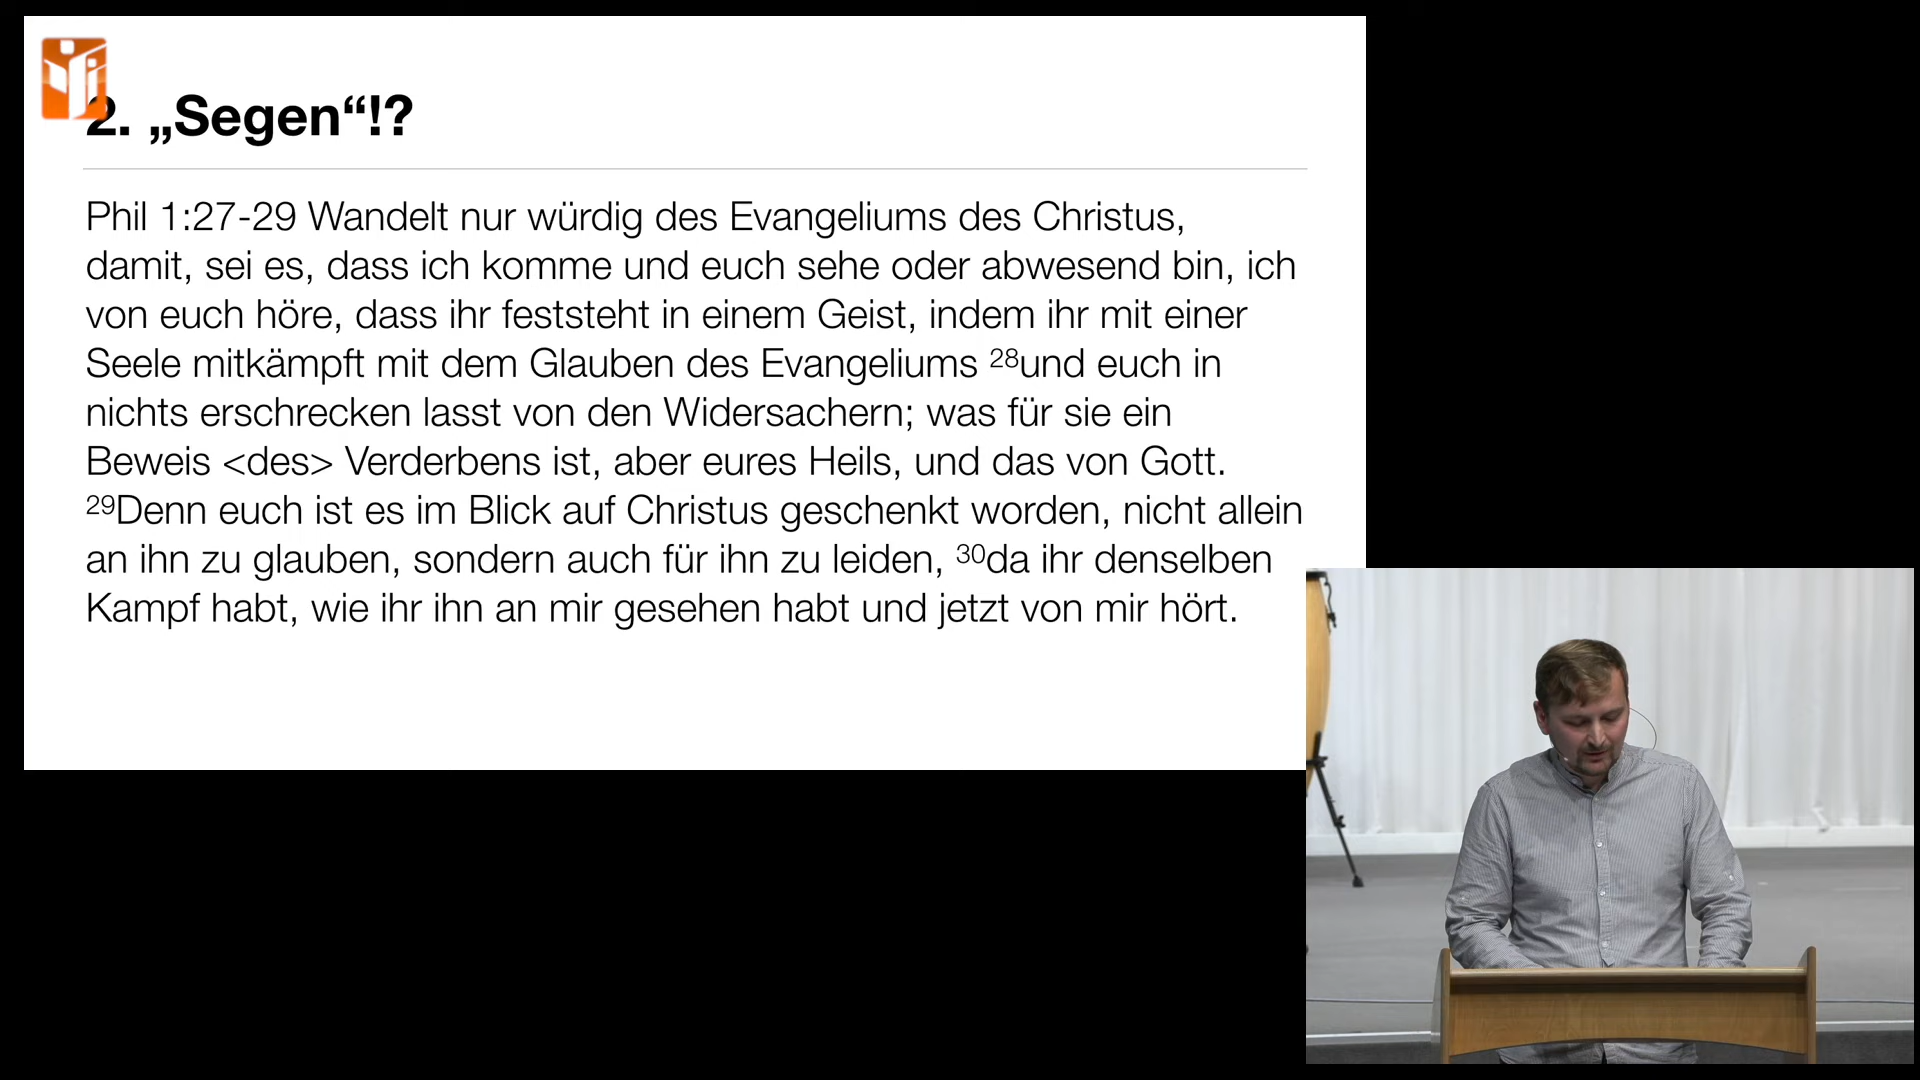 2. „Segen“!?
Phil 1:27-29 Wandelt nur würdig des Evangeliums des Christus,
damit, sei es, dass ich komme und euch sehe oder abwesend bin, ich
von euch höre, dass ihr feststeht in einem Geist, indem ihr mit einer
Seele mitkämpft mit dem Glauben des Evangeliums ²⁸und euch in
nichts erschrecken lasst von den Widersachern; was für sie ein
Beweis <des> Verderbens ist, aber eures Heils, und das von Gott.
²⁹Denn euch ist es im Blick auf Christus geschenkt worden, nicht allein
an ihn zu glauben, sondern auch für ihn zu leiden, ³⁰da ihr denselben
Kampf habt, wie ihr ihn an mir gesehen habt und jetzt von mir hört.